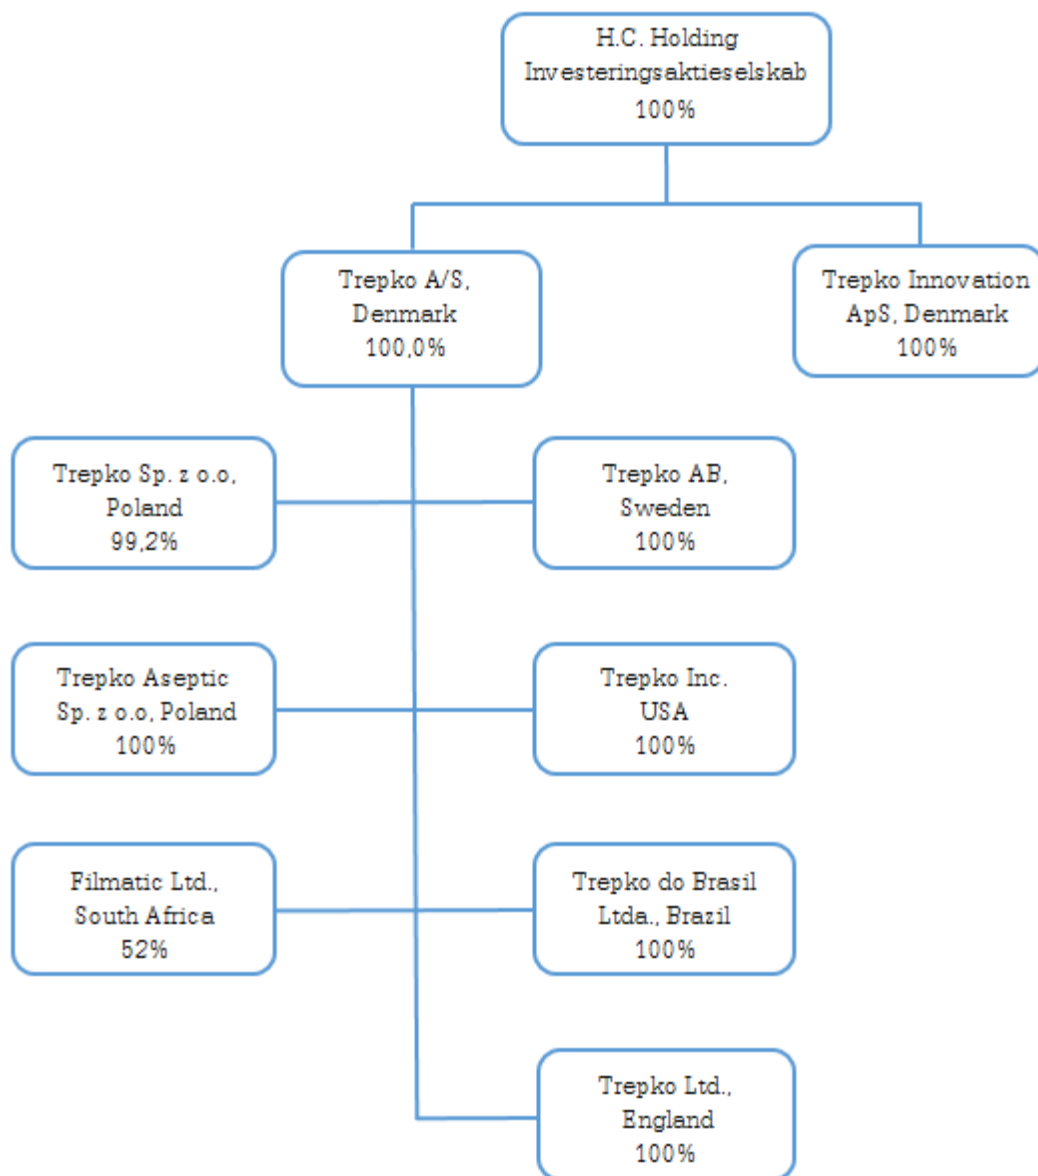 H.C. Holding
Investeringsaktieselskab
100%
Trepko A/S,
Denmark
100,0%
Trepko Innovation
ApS, Denmark
100%
Trepko Sp. z o.o,
Poland
99,2%
Trepko AB,
Sweden
100%
Trepko Aseptic
Sp. z o.o, Poland
100%
Trepko Inc.
USA
100%
Filmatic Ltd.,
South Africa
52%
Trepko do Brasil
Ltda., Brazil
100%
Trepko Ltd.,
England
100%